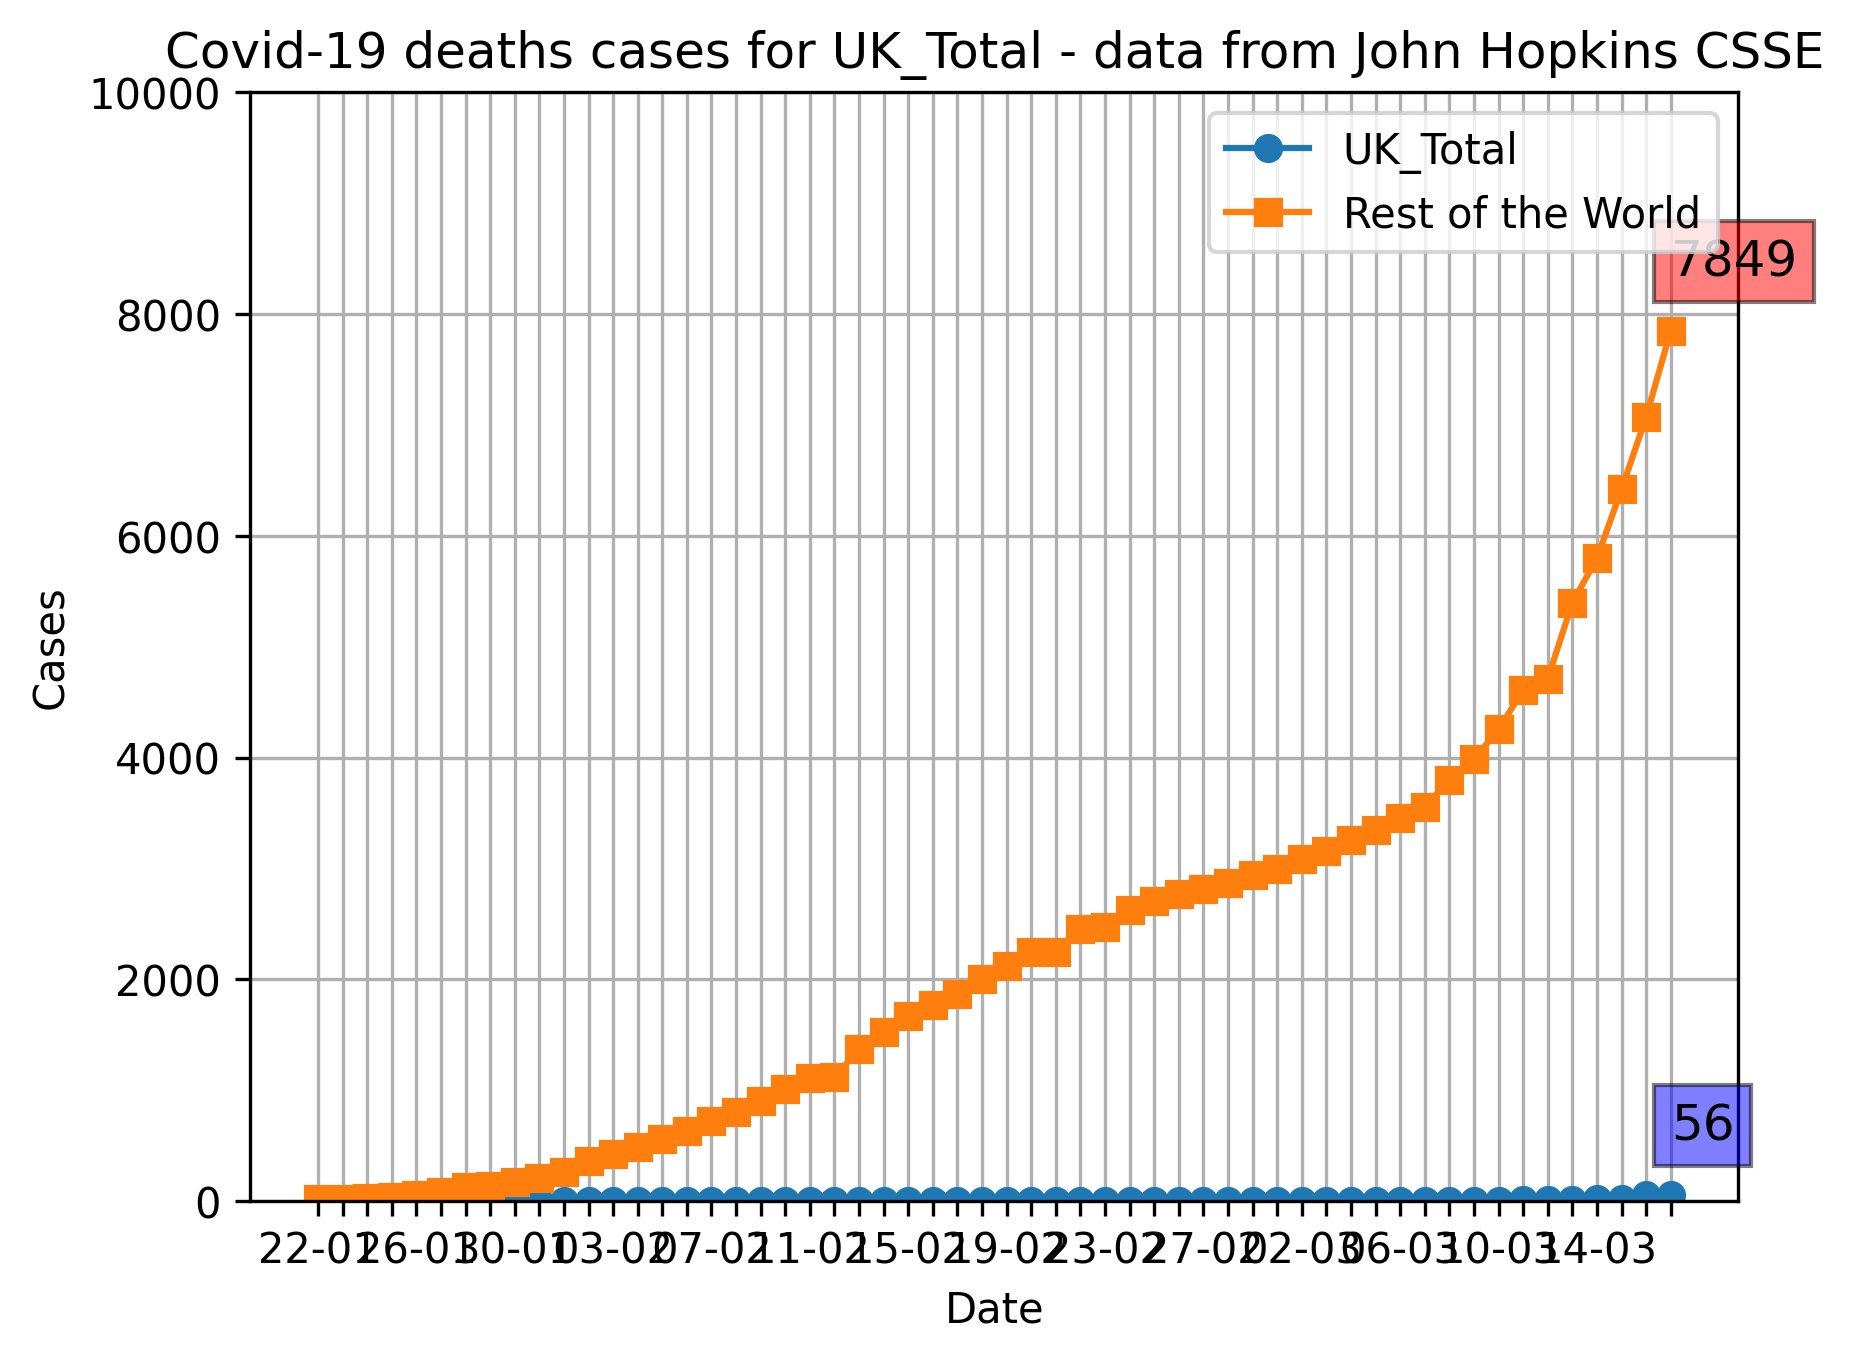 Covid-19 deaths cases for UK_Total - data from John Hopkins CSSE
10000
UK_Total
Rest of the World
7849
8000
6000
Cases
4000
2000
56
0
22-01 26-01 30-01 03-02 07-02 11-02 15-02 19-02 23-02 27-02 02-03 06-03 10-03 14-03
Date